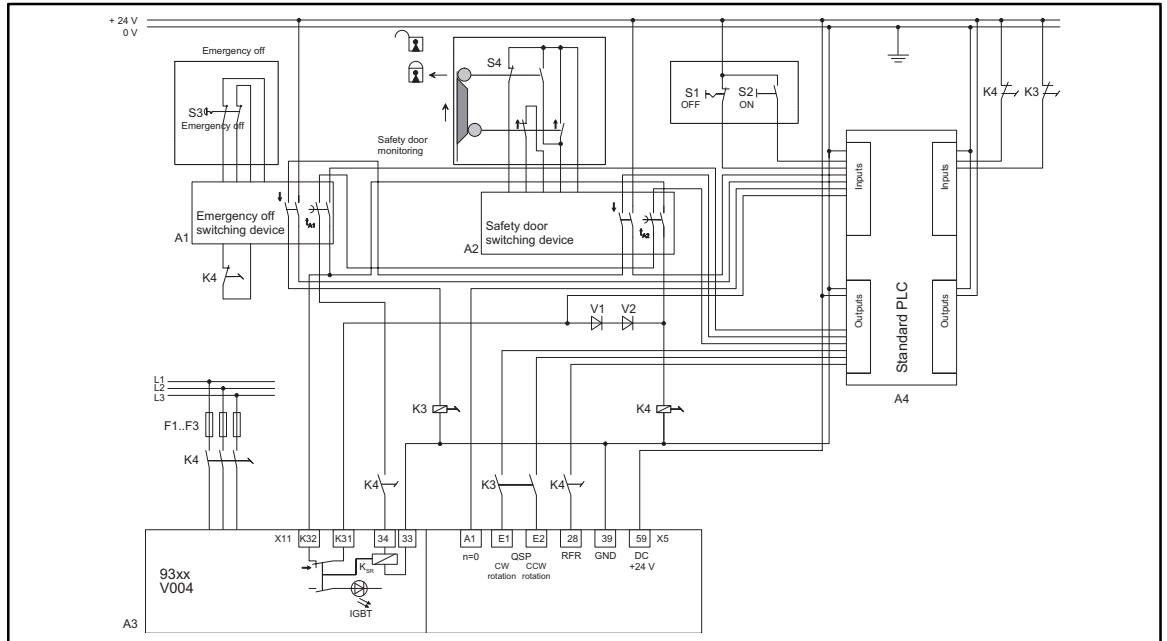 + 24 V
0 V
Emergency off
S3
Emergency off
S4
Safety door
monitoring
S1
OFF
S2
ON
K4
K3
Inputs
Inputs
Outputs
Outputs
Standard PLC
A4
Emergency off
switching device
tA1
A1
Safety door
switching device
tA2
A2
K4
V1
V2
L1
L2
L3
F1..F3
K4
K3
K4
K4
K3
K4
X11
K32
K31
34
33
A1
E1
E2
28
39
59
X5
n=0
QSP
RFR
GND
DC
+24 V
CW
rotation
CCW
rotation
93xx
V004
KSR
IGBT
A3